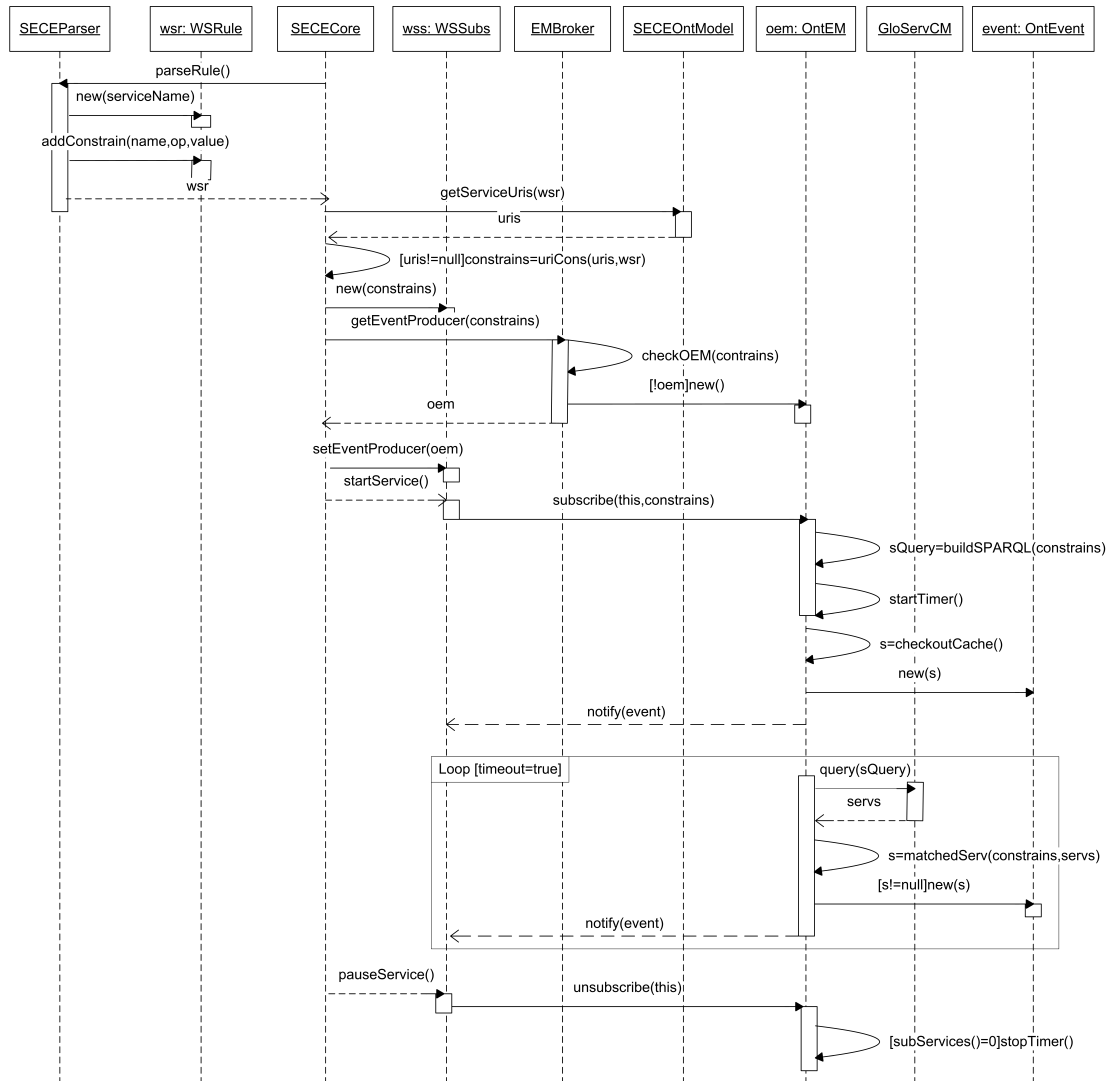 SECEParser
wsr: WSRule
SECECore
wss: WSSubs
EMBroker
SECEOntModel
oem: OntEM
GloServCM
event: OntEvent
parseRule()
new(serviceName)
addConstrain(name,op,value)
wsr
getServiceUris(wsr)
uris
[uris!=null]constrains=uriCons(uris,wsr)
new(constrains)
getEventProducer(constrains)
checkOEM(contrains)
[!oem]new()
oem
setEventProducer(oem)
startService()
subscribe(this,constrains)
sQuery=buildSPARQL(constrains)
startTimer()
s=checkoutCache()
new(s)
notify(event)
Loop [timeout=true]
query(sQuery)
servs
s=matchedServ(constrains,servs)
[s!=null]new(s)
notify(event)
pauseService()
unsubscribe(this)
[subServices()=0]stopTimer()